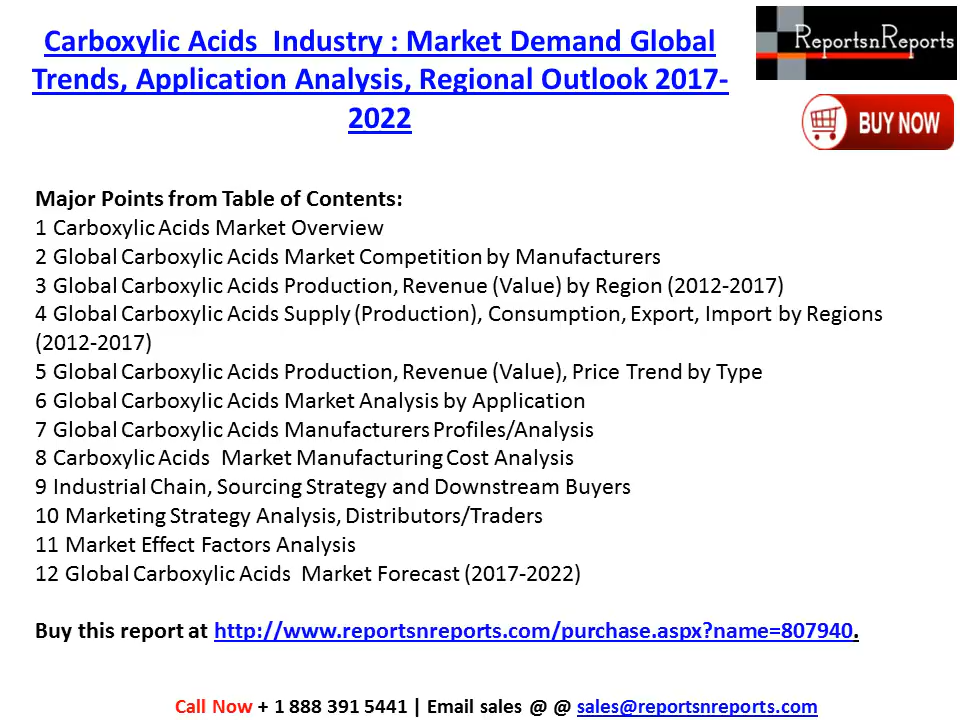 Carboxylic Acids  Industry : Market Demand Global
Trends, Application Analysis, Regional Outlook 2017-
2022
ReportsnReports
BUY NOW
Major Points from Table of Contents:
1 Carboxylic Acids Market Overview
2 Global Carboxylic Acids Market Competition by Manufacturers
3 Global Carboxylic Acids Production, Revenue (Value) by Region (2012-2017)
4 Global Carboxylic Acids Supply (Production), Consumption, Export, Import by Regions
(2012-2017)
5 Global Carboxylic Acids Production, Revenue (Value), Price Trend by Type
6 Global Carboxylic Acids Market Analysis by Application
7 Global Carboxylic Acids Manufacturers Profiles/Analysis
8 Carboxylic Acids  Market Manufacturing Cost Analysis
9 Industrial Chain, Sourcing Strategy and Downstream Buyers
10 Marketing Strategy Analysis, Distributors/Traders
11 Market Effect Factors Analysis
12 Global Carboxylic Acids  Market Forecast (2017-2022)
Buy this report at http://www.reportsnreports.com/purchase.aspx?name=807940.
Call Now + 1 888 391 5441 | Email sales @ @ sales@reportsnreports.com